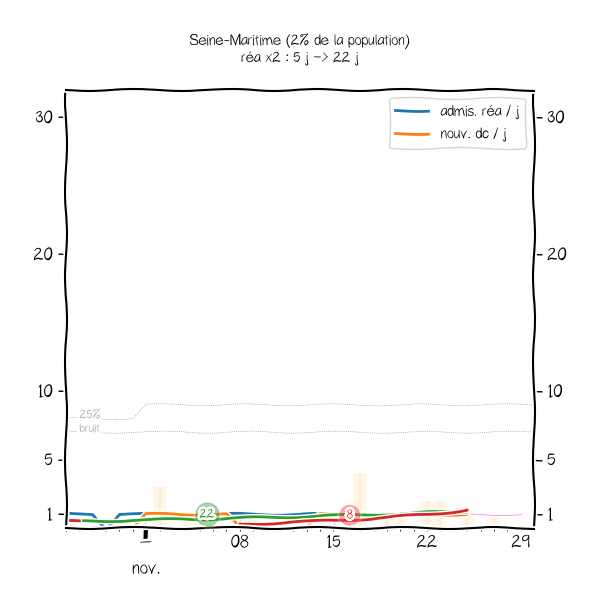 Seine-Maritime (2% de la population)
réa x2 : 5 j -> 22 j
admis. réa / j
nouv. dc / j
30 30
20 20
10 10
25%
bruit
5 5
22 8
1 1
1 08 15 22 29
nov.